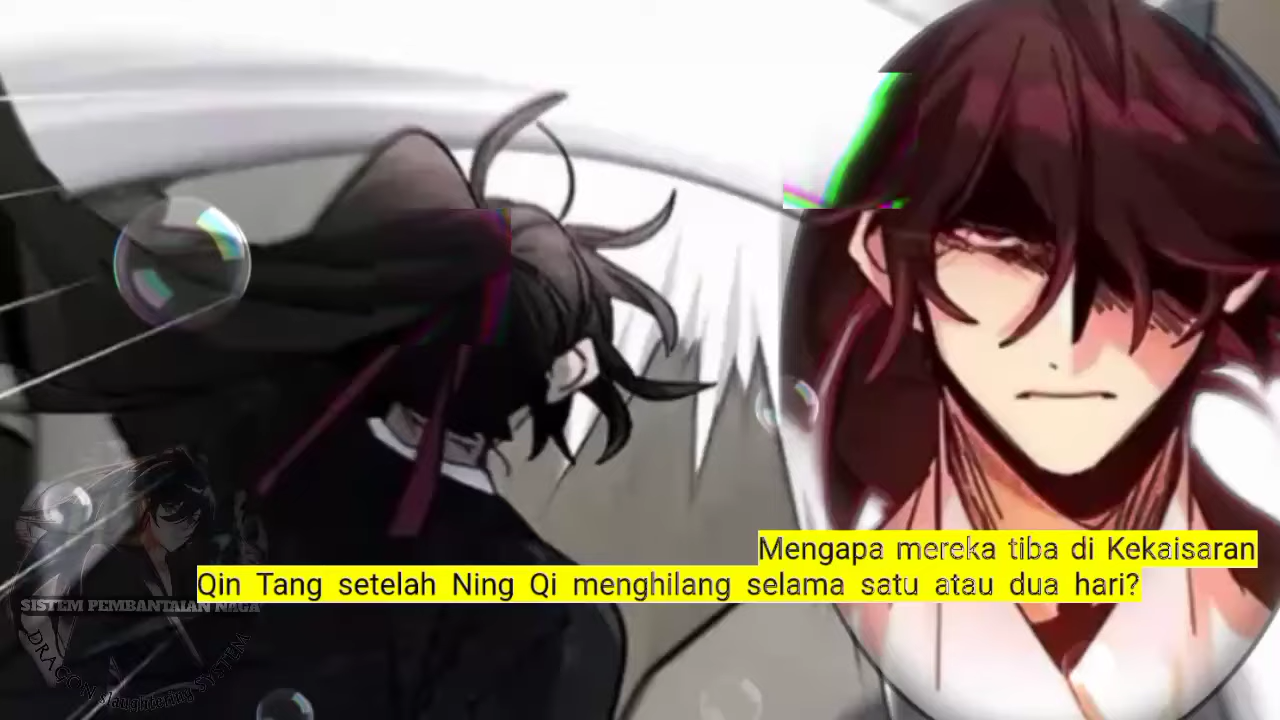 Mengapa mereka tiba di Kekaisaran
Qin Tang setelah Ning Qi menghilang selama satu atau dua hari?
SISTEM PEMBANTAIAN NAGA
DRAGON slaughtering SYSTEM